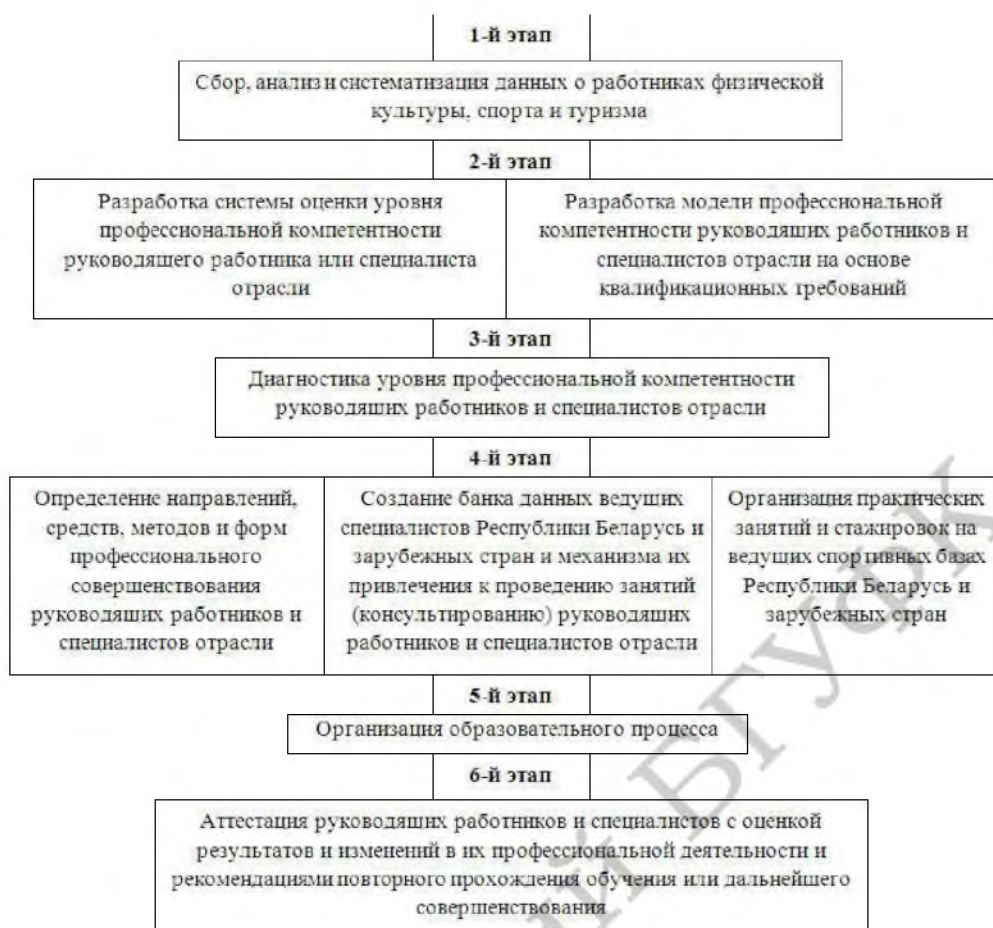 1-й этап
Сбор, анализ и систематизация данных о работниках физической
культуры, спорта и туризма
2-й этап
Разработка системы оценки уровня
профессиональной компетентности
руководящего работника или специалиста
отрасли
Разработка модели профессиональной
компетентности руководящих работников и
специалистов отрасли на основе
квалификационных требований
3-й этап
Диагностика уровня профессиональной компетентности
руководящих работников и специалистов отрасли
4-й этап
Определение направлений,
средств, методов и форм
профессионального
совершенствования
руководящих работников и
специалистов отрасли
Создание банка данных ведущих
специалистов Республики Беларусь и
зарубежных стран и механизма их
привлечения к проведению занятий
(консультированию) руководящих
работников и специалистов отрасли
Организация практических
занятий и стажировок на
ведущих спортивных базах
Республики Беларусь и
зарубежных стран
5-й этап
Организация образовательного процесса
6-й этап
Аттестация руководящих работников и специалистов с оценкой
результатов и изменений в их профессиональной деятельности и
рекомендациями повторного прохождения обучения или дальнейшего
совершенствования
БГУФК